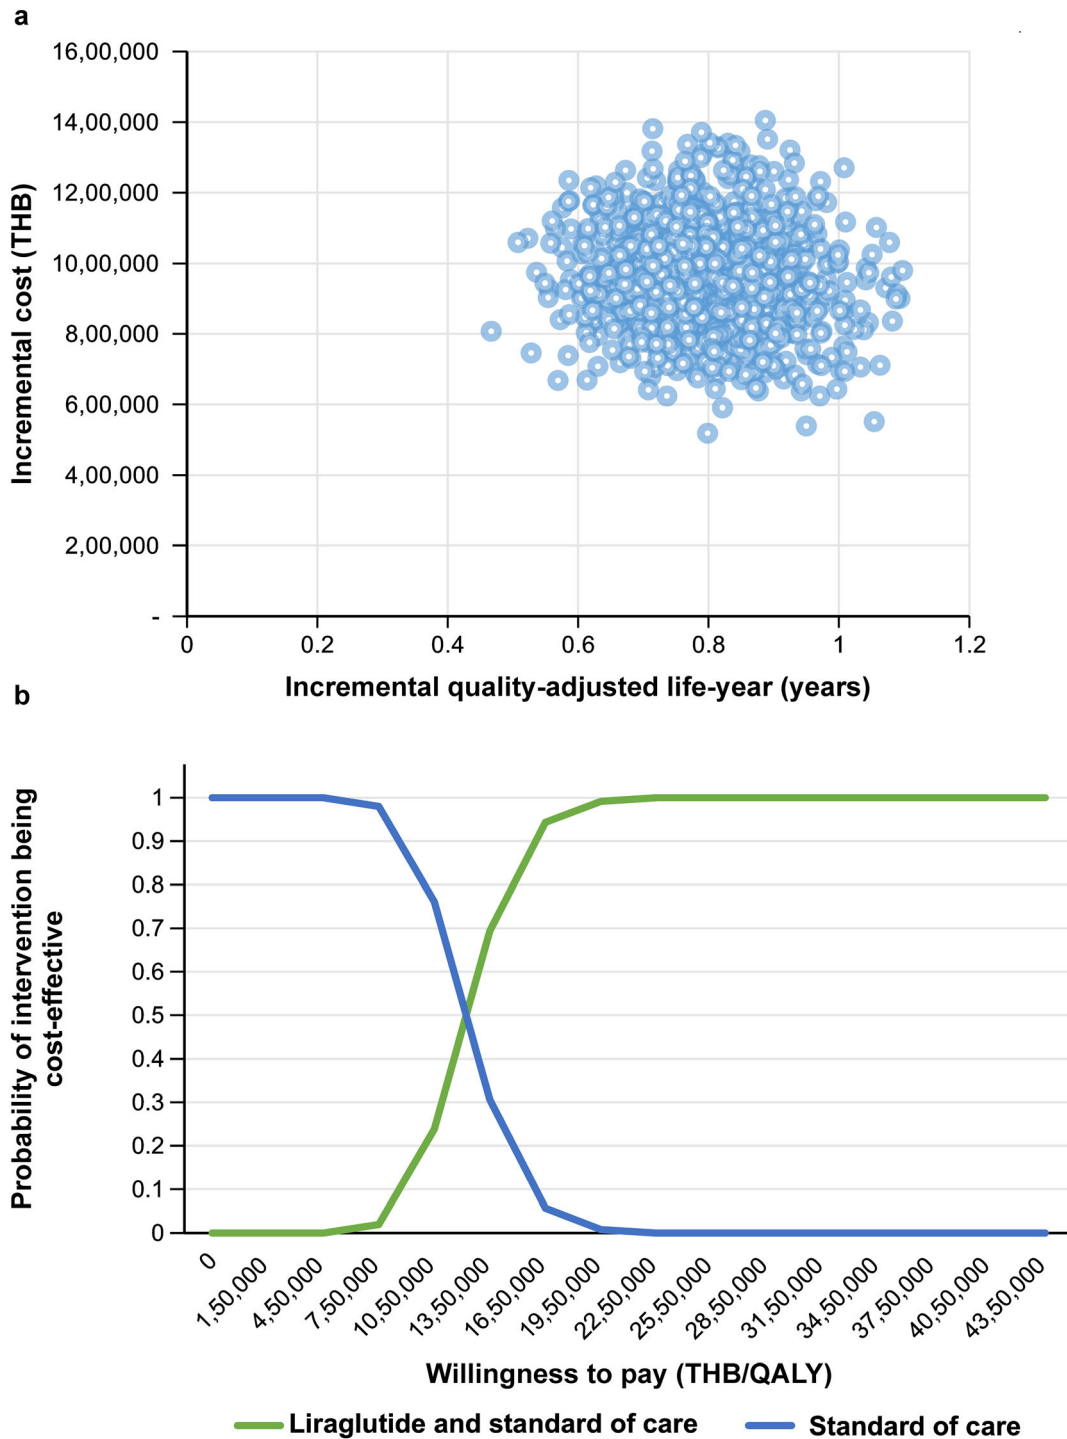 a
16,00,000
14,00,000
12,00,000
10,00,000
8,00,000
6,00,000
4,00,000
2,00,000
-
Incremental cost (THB)
0 0.2 0.4 0.6 0.8 1 1.2
Incremental quality-adjusted life-year (years)
b
1
0.9
0.8
0.7
0.6
0.5
0.4
0.3
0.2
0.1
0
Probability of intervention being
cost-effective
0 1,50,000 4,50,000 7,50,000 10,50,000 13,50,000 16,50,000 19,50,000 22,50,000 25,50,000 28,50,000 31,50,000 34,50,000 37,50,000 40,50,000 43,50,000
Willingness to pay (THB/QALY)
Liraglutide and standard of care Standard of care